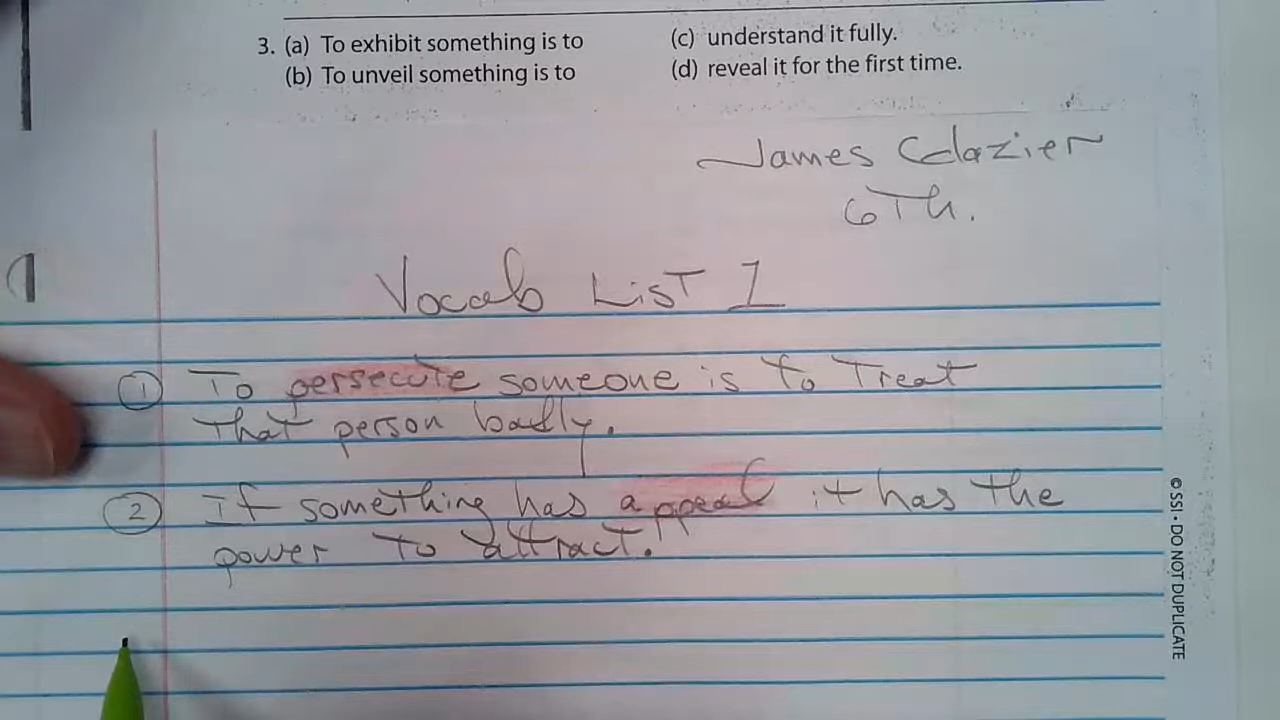 3. (a) To exhibit something is to
(b) To unveil something is to
(c) understand it fully.
(d) reveal it for the first time.
James Glazier
6Th.
Vocab List 1
1 To persecute someone is to Treat
That person badly.
2 If something has appeal it has the
power to attract.
© SSI • DO NOT DUPLICATE